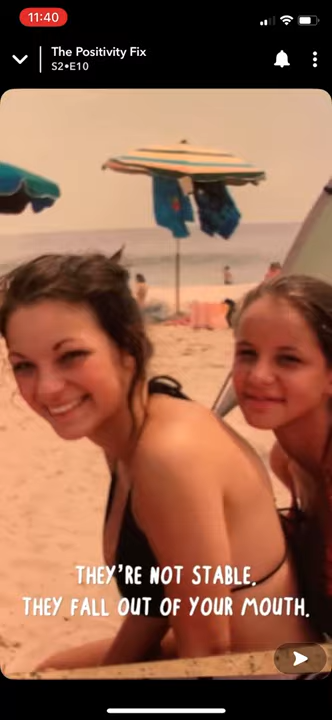 11:40
The Positivity Fix
S2•E10
THEY'RE NOT STABLE.
THEY FALL OUT OF YOUR MOUTH.